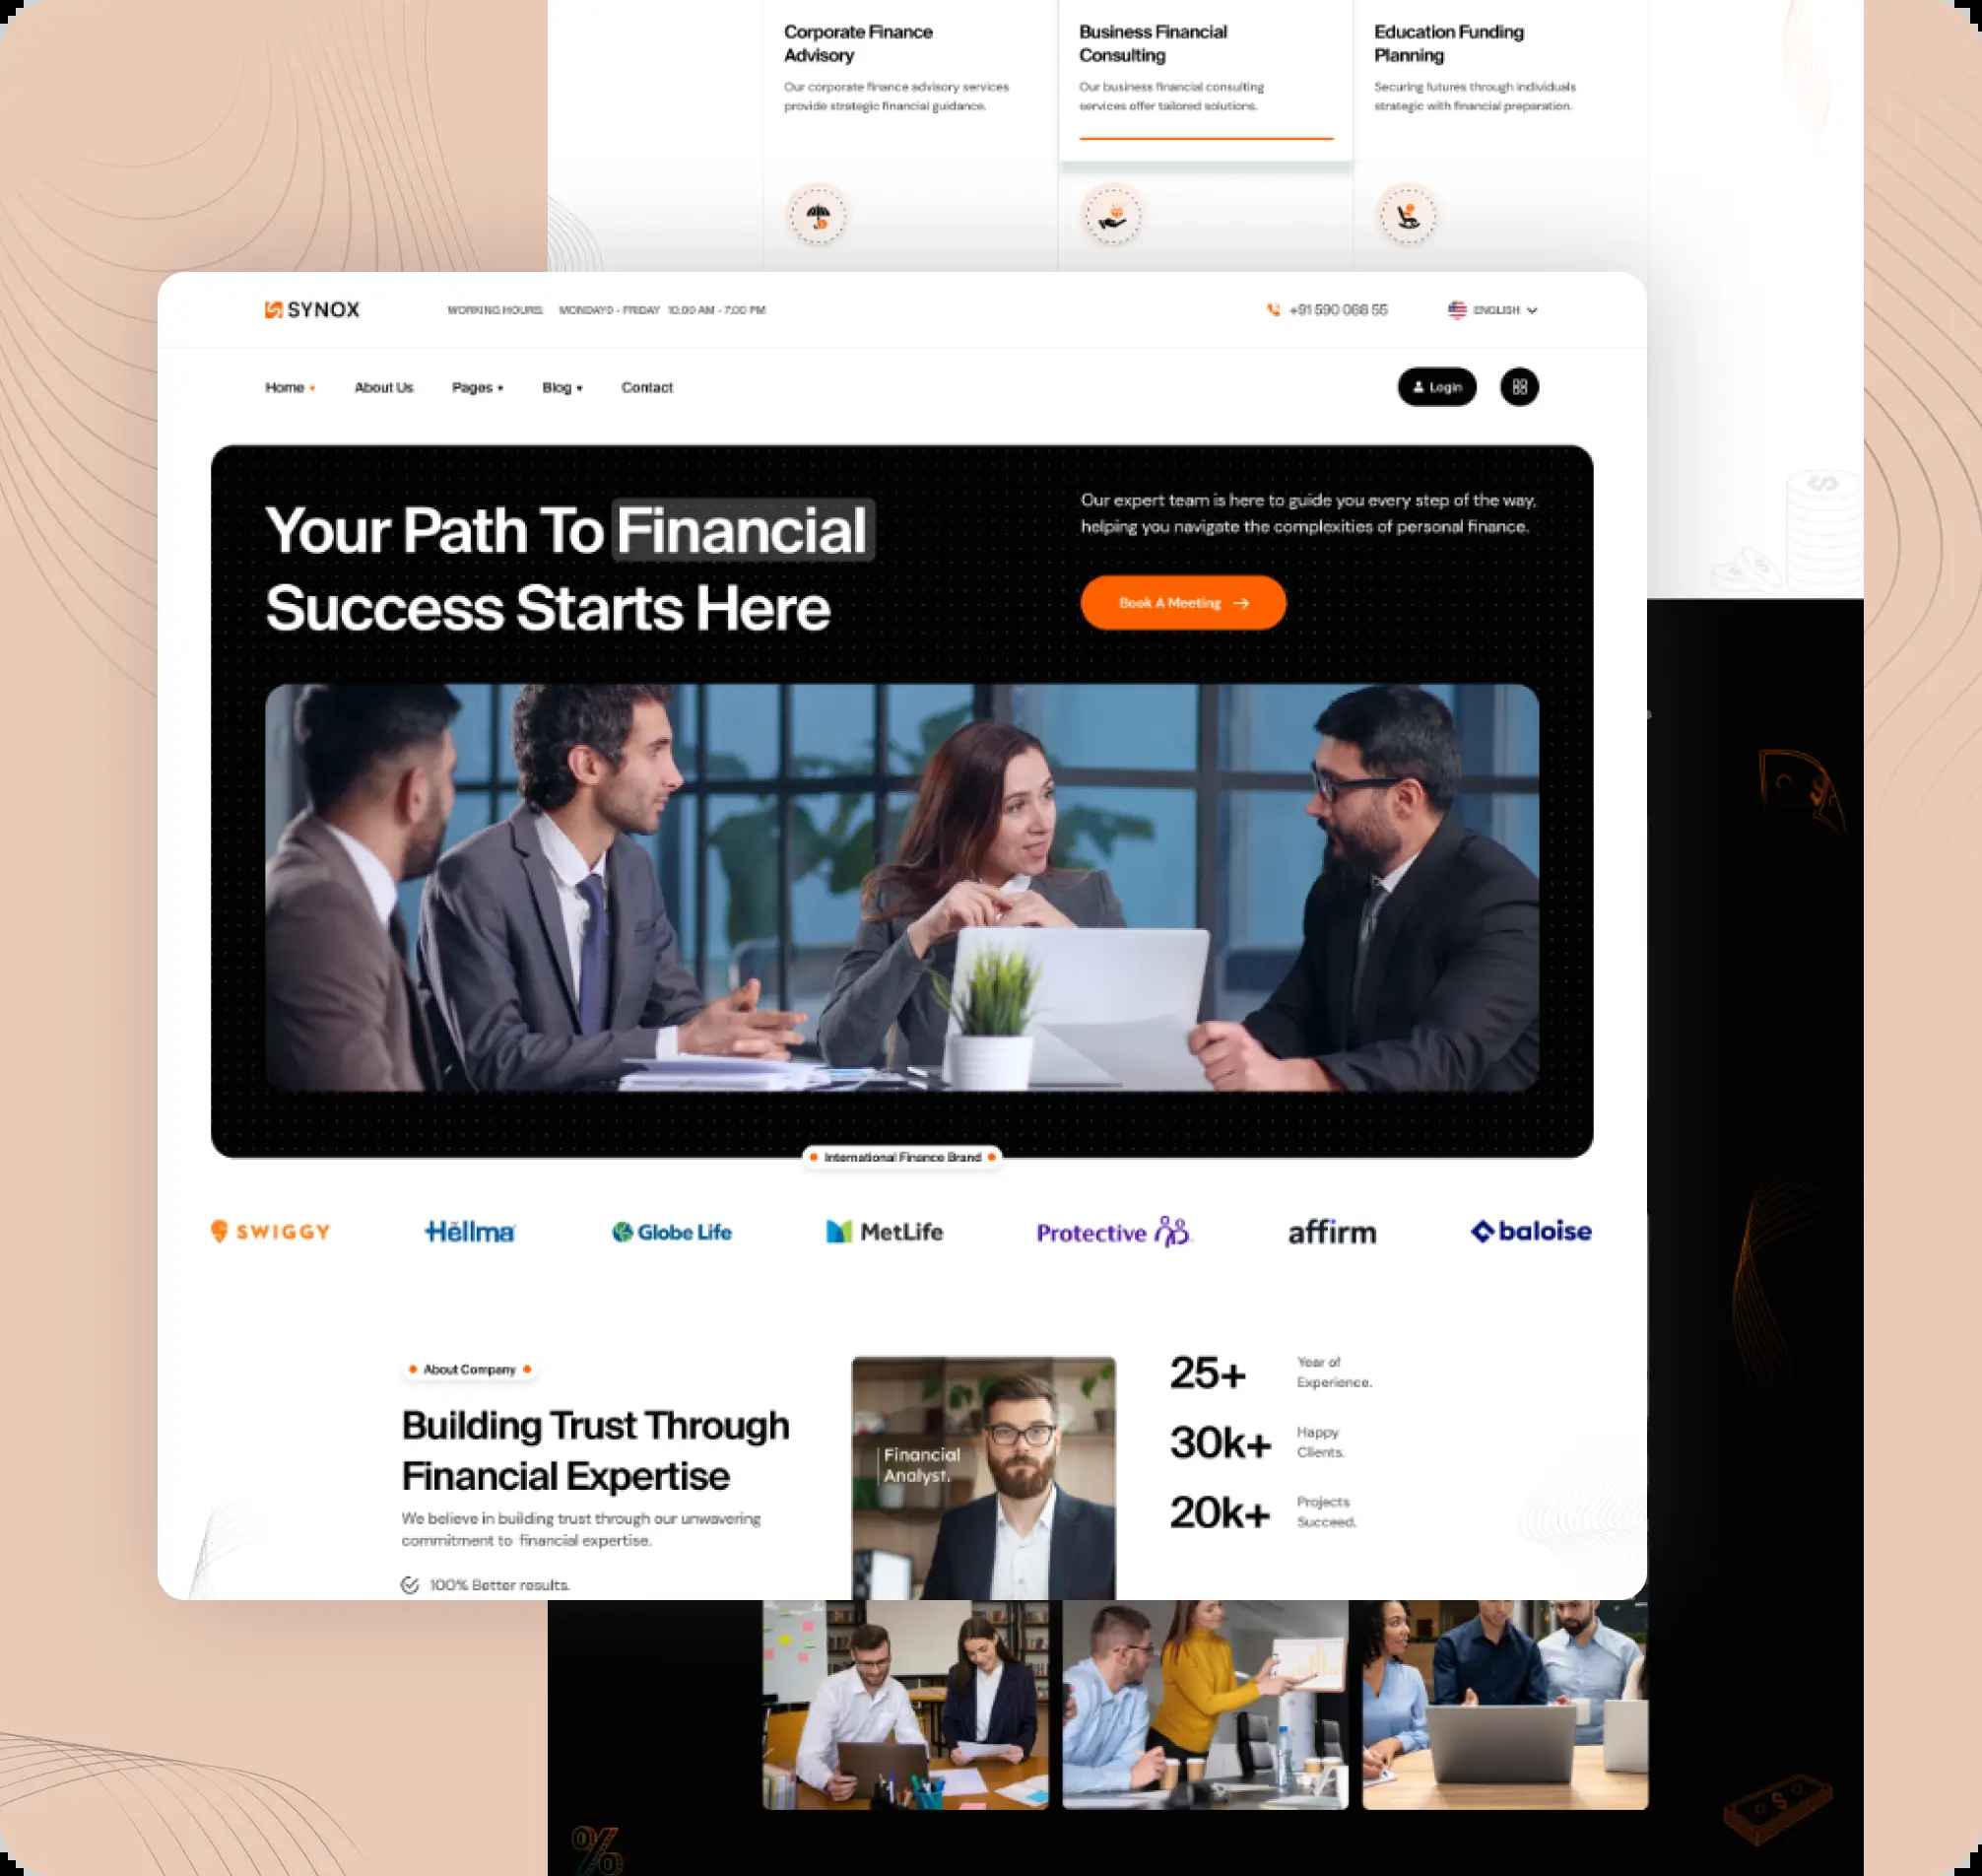 Corporate Finance
Advisory
Our corporate finance advisory services
provide strategic financial guidance.
Business Financial
Consulting
Our business financial consulting
services offer tailored solutions.
Education Funding
Planning
Securing futures through individuals
strategic with financial preparation.
SYNOX
WORKING HOURS: MONDAYO - FRIDAY 10:00 AM - 7:00 PM
+91 590 088 55
ENGLISH
Home
About Us
Pages
Blog
Contact
Login
Your Path To Financial
Success Starts Here
Our expert team is here to guide you every step of the way,
helping you navigate the complexities of personal finance.
Book A Meeting →
International Finance Brand
SWIGGY
Hēllma
Globe Life
MetLife
Protective
affirm
baloise
About Company
Building Trust Through
Financial Expertise
We believe in building trust through our unwavering
commitment to financial expertise.
100% Better results.
Financial
Analyst.
25+
Year of
Experience.
30k+
Happy
Clients.
20k+
Projects
Succeed.